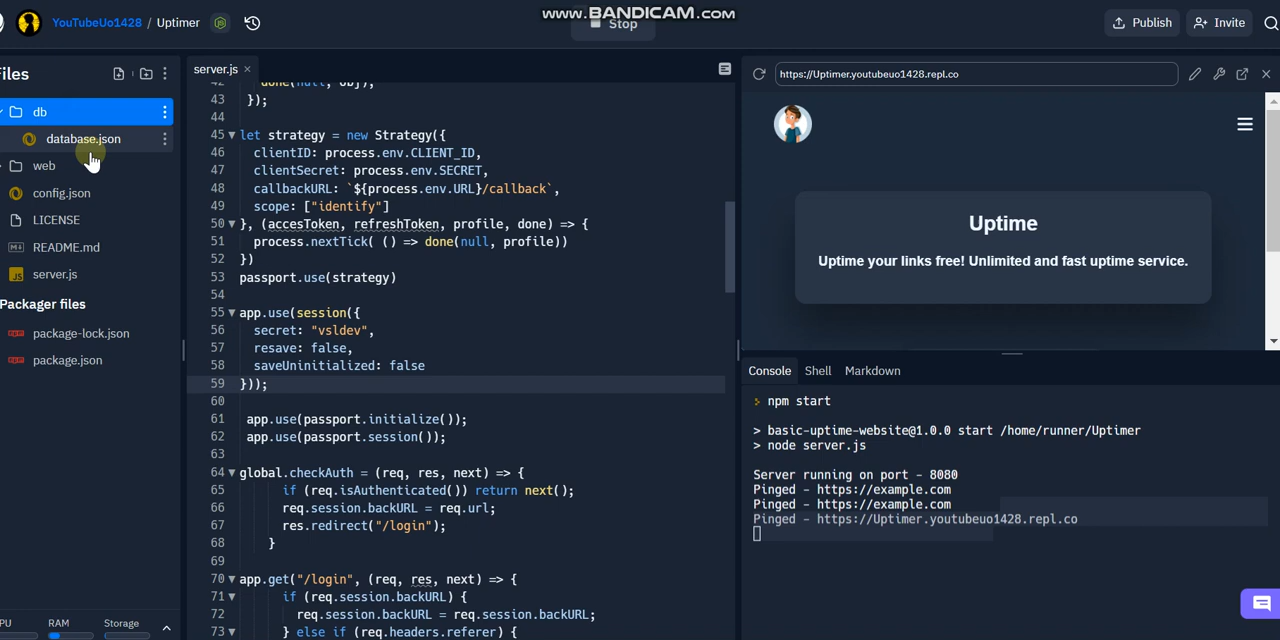 www.BANDICAM.com
YouTubeUo1428 / Uptimer
Stop
Publish
Invite
iles
db
database.json
web
config.json
LICENSE
README.md
server.js
Packager files
package-lock.json
package.json
PU
RAM
Storage
server.js ×
42 done(null, obj);
43 });
44
45 let strategy = new Strategy({
46 clientID: process.env.CLIENT_ID,
47 clientSecret: process.env.SECRET,
48 callbackURL: `${process.env.URL}/callback`,
49 scope: ["identify"]
50 }, (accesToken, refreshToken, profile, done) => {
51 process.nextTick( () => done(null, profile))
52 })
53 passport.use(strategy)
54
55 app.use(session({
56 secret: "vsldev",
57 resave: false,
58 saveUninitialized: false
59 }));
60
61 app.use(passport.initialize());
62 app.use(passport.session());
63
64 global.checkAuth = (req, res, next) => {
65 if (req.isAuthenticated()) return next();
66 req.session.backURL = req.url;
67 res.redirect("/login");
68 }
69
70 app.get("/login", (req, res, next) => {
71 if (req.session.backURL) {
72 req.session.backURL = req.session.backURL;
73 } else if (req.headers.referer) {
https://Uptimer.youtubeuo1428.repl.co
Uptime
Uptime your links free! Unlimited and fast uptime service.
Console
Shell
Markdown
> npm start
> basic-uptime-website@1.0.0 start /home/runner/Uptimer
> node server.js
Server running on port - 8080
Pinged - https://example.com
Pinged - https://example.com
Pinged - https://Uptimer.youtubeuo1428.repl.co